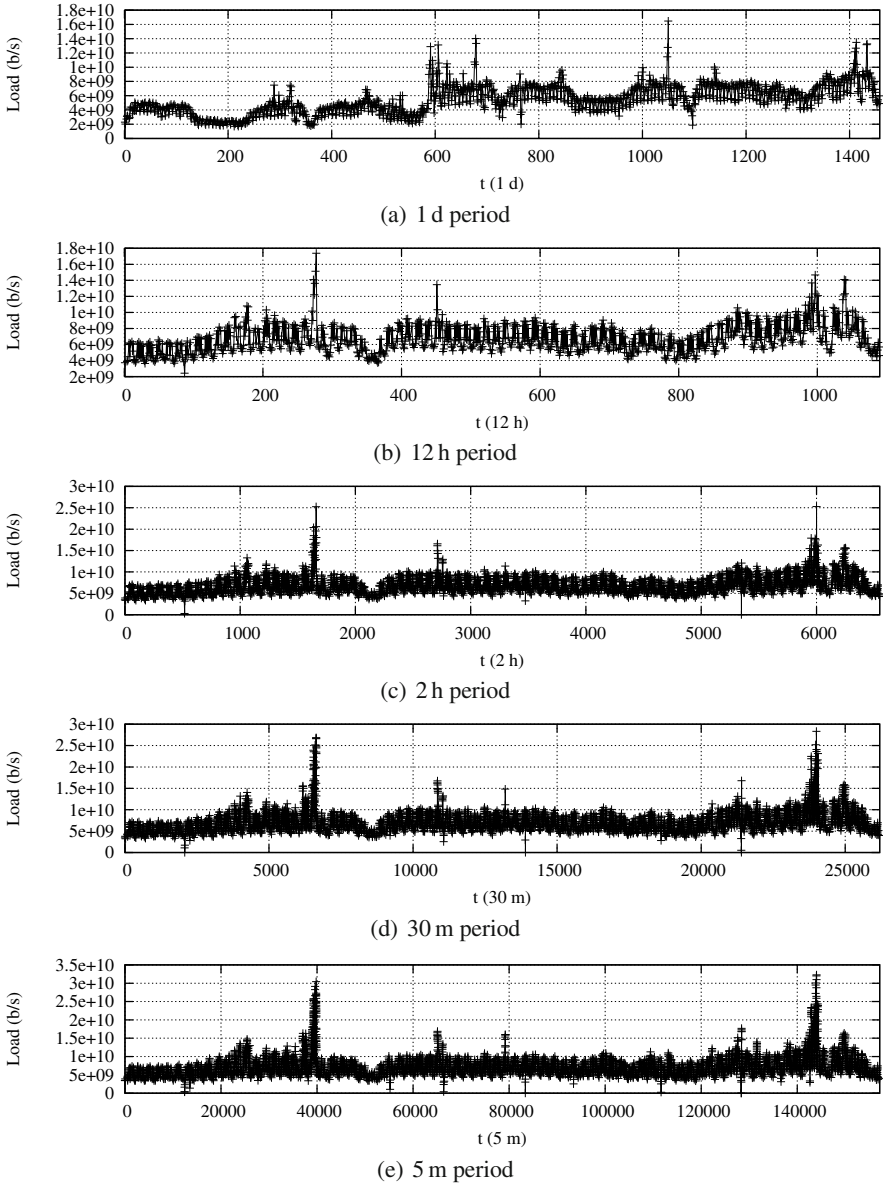 1.8e+10
1.6e+10
1.4e+10
1.2e+10
1e+10
8e+09
6e+09
4e+09
2e+09
0
Load (b/s)
0 200 400 600 800 1000 1200 1400
t (1 d)
(a) 1 d period
1.8e+10
1.6e+10
1.4e+10
1.2e+10
1e+10
8e+09
6e+09
4e+09
2e+09
Load (b/s)
0 200 400 600 800 1000
t (12 h)
(b) 12 h period
3e+10
2.5e+10
2e+10
1.5e+10
1e+10
5e+09
0
Load (b/s)
0 1000 2000 3000 4000 5000 6000
t (2 h)
(c) 2 h period
3e+10
2.5e+10
2e+10
1.5e+10
1e+10
5e+09
0
Load (b/s)
0 5000 10000 15000 20000 25000
t (30 m)
(d) 30 m period
3.5e+10
3e+10
2.5e+10
2e+10
1.5e+10
1e+10
5e+09
0
Load (b/s)
0 20000 40000 60000 80000 100000 120000 140000
t (5 m)
(e) 5 m period